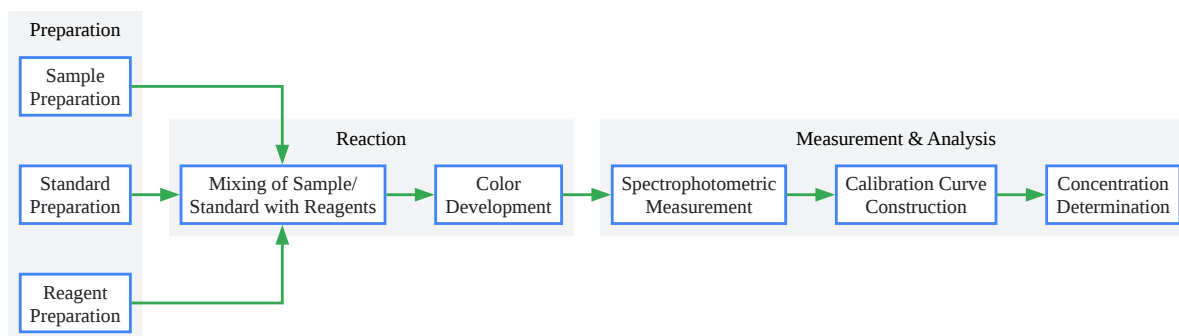 Preparation
Sample
Preparation
Standard
Preparation
Reagent
Preparation
Reaction
Mixing of Sample/
Standard with Reagents
Color
Development
Measurement & Analysis
Spectrophotometric
Measurement
Calibration Curve
Construction
Concentration
Determination